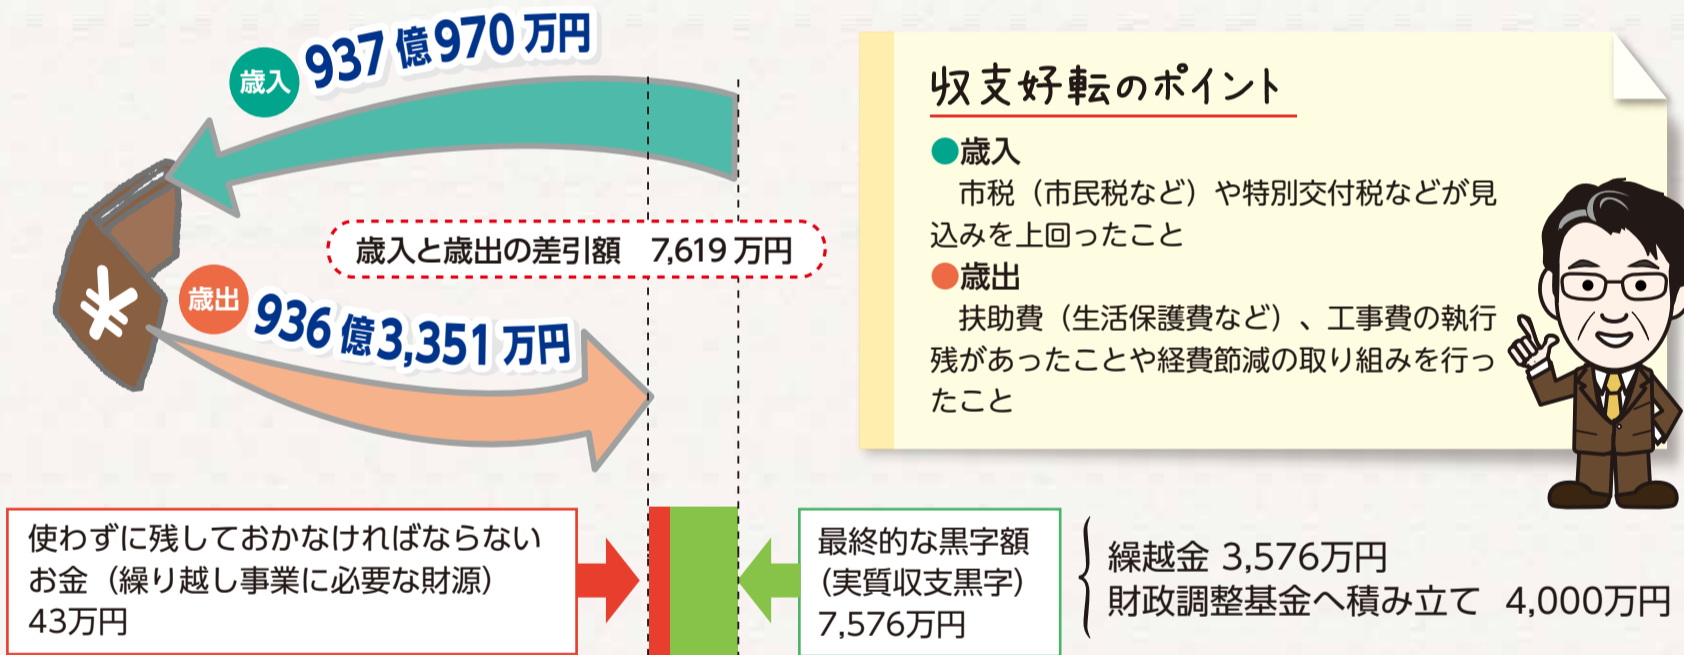 歳入 937億970万円
歳入と歳出の差引額 7,619万円
歳出 936億3,351万円
収支好転のポイント
●歳入
市税（市民税など）や特別交付税などが見
込みを上回ったこと
●歳出
扶助費（生活保護費など）、工事費の執行
残があったことや経費節減の取り組みを行っ
たこと
使わずに残しておかなければならない
お金（繰り越し事業に必要な財源）
43万円
最終的な黒字額
（実質収支黒字）
7,576万円
繰越金 3,576万円
財政調整基金へ積み立て 4,000万円
¥